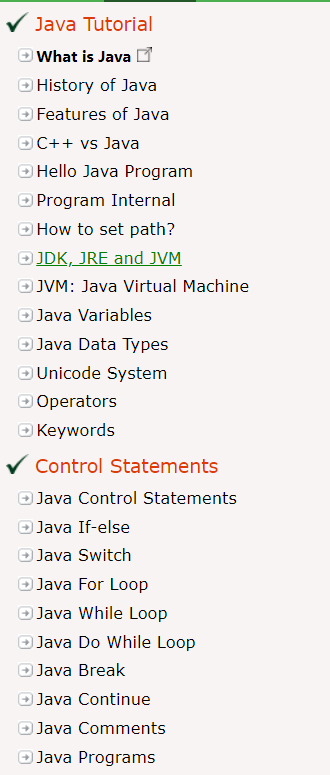 Java Tutorial
What is Java
History of Java
Features of Java
C++ vs Java
Hello Java Program
Program Internal
How to set path?
JDK, JRE and JVM
JVM: Java Virtual Machine
Java Variables
Java Data Types
Unicode System
Operators
Keywords
Control Statements
Java Control Statements
Java If-else
Java Switch
Java For Loop
Java While Loop
Java Do While Loop
Java Break
Java Continue
Java Comments
Java Programs